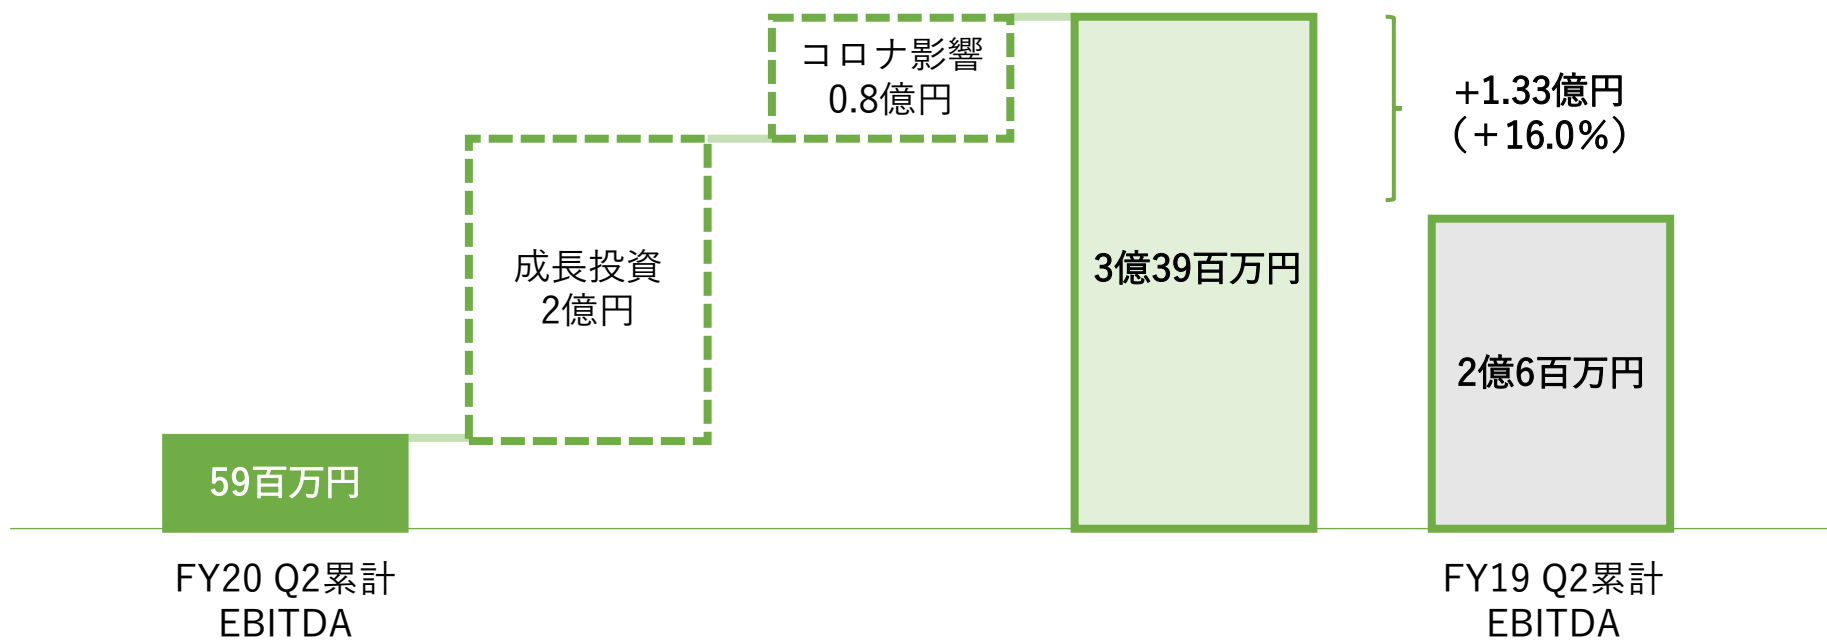 コロナ影響
0.8億円
+1.33億円
（＋16.0％）
成長投資
2億円
3億39百万円
2億6百万円
59百万円
FY20 Q2累計
EBITDA
FY19 Q2累計
EBITDA